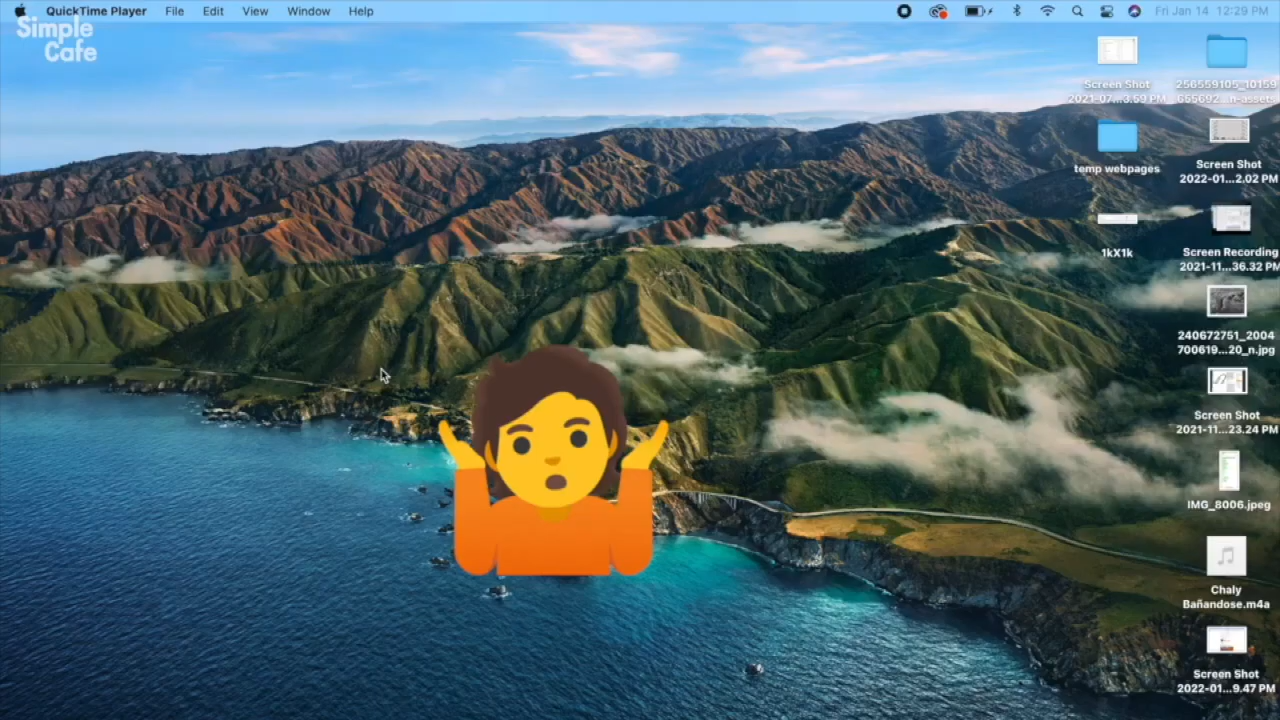 QuickTime Player File Edit View Window Help Fri Jan 14 12:29 PM
Simple
Cafe
Screen Shot
2021-07...3.59 PM
256559105_10159
655692...n-assets
temp webpages
Screen Shot
2022-01...2.02 PM
1kX1k
Screen Recording
2021-11...36.32 PM
240672751_2004
700619...20_n.jpg
Screen Shot
2021-11...23.24 PM
IMG_8006.jpeg
Chaly
Bañandose.m4a
Screen Shot
2022-01...9.47 PM